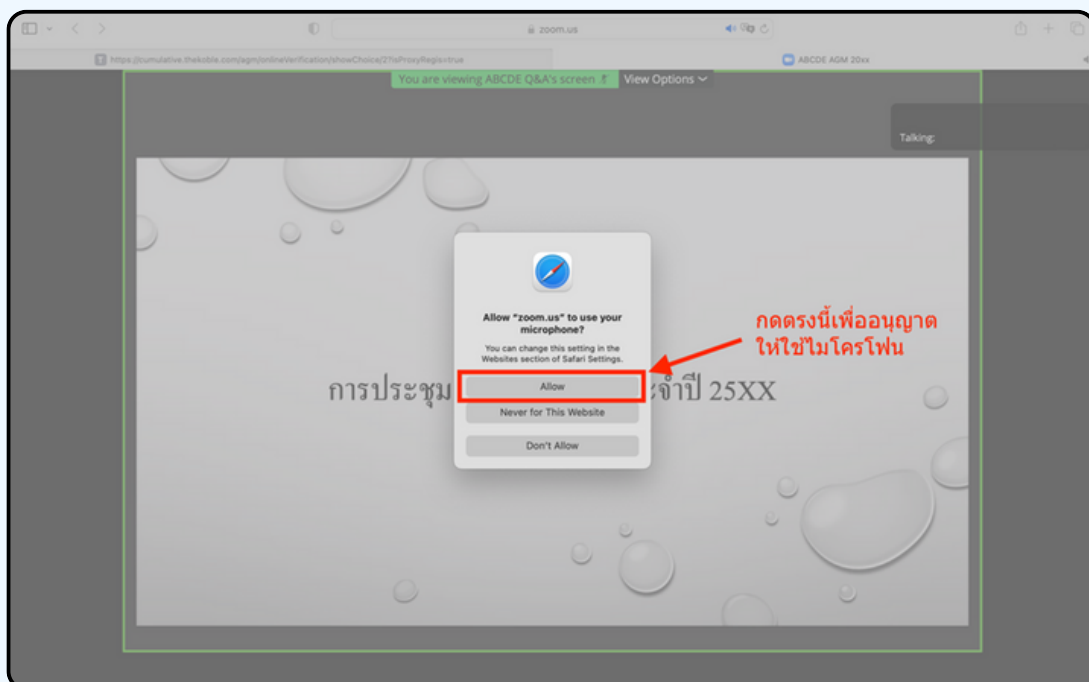 zoom.us
https://cumulative.thekoble.com/agm/onlineVerification/showChoice/2?isProxyRegis=true
ABCDE AGM 20xx
You are viewing ABCDE Q&A's screen View Options
Talking:
Allow "zoom.us" to use your
microphone?
You can change this setting in the
Websites section of Safari Settings.
กดตรงนี้เพื่ออนุญาต
ให้ใช้ไมโครโฟน
Allow
การประชุม ะจำปี 25XX
Never for This Website
Don't Allow